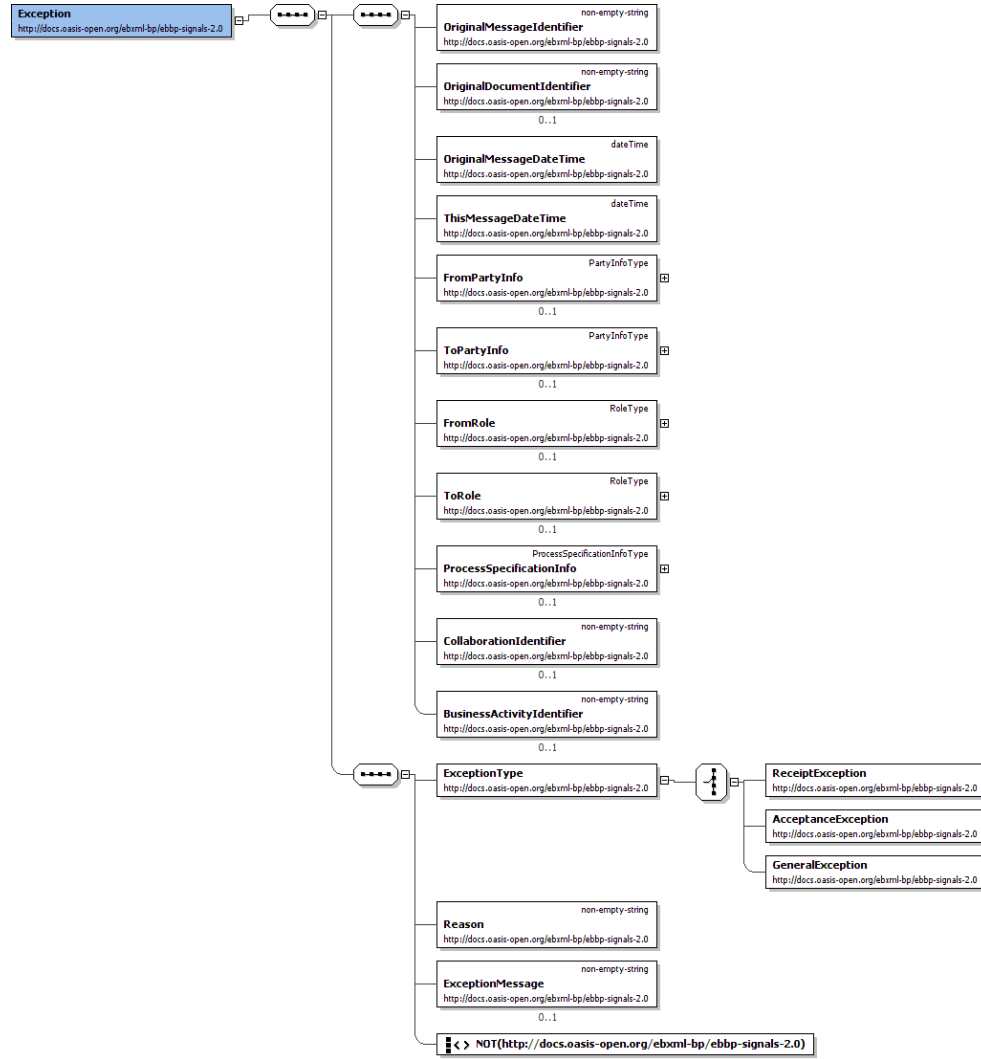 Exception
http://docs.oasis-open.org/ebxml-bp/ebbp-signals-2.0
non-empty-string
OriginalMessageIdentifier
http://docs.oasis-open.org/ebxml-bp/ebbp-signals-2.0
non-empty-string
OriginalDocumentIdentifier
http://docs.oasis-open.org/ebxml-bp/ebbp-signals-2.0
0..1
dateTime
OriginalMessageDateTime
http://docs.oasis-open.org/ebxml-bp/ebbp-signals-2.0
dateTime
ThisMessageDateTime
http://docs.oasis-open.org/ebxml-bp/ebbp-signals-2.0
PartyInfoType
FromPartyInfo
http://docs.oasis-open.org/ebxml-bp/ebbp-signals-2.0
0..1
PartyInfoType
ToPartyInfo
http://docs.oasis-open.org/ebxml-bp/ebbp-signals-2.0
0..1
RoleType
FromRole
http://docs.oasis-open.org/ebxml-bp/ebbp-signals-2.0
0..1
RoleType
ToRole
http://docs.oasis-open.org/ebxml-bp/ebbp-signals-2.0
0..1
ProcessSpecificationInfoType
ProcessSpecificationInfo
http://docs.oasis-open.org/ebxml-bp/ebbp-signals-2.0
0..1
non-empty-string
CollaborationIdentifier
http://docs.oasis-open.org/ebxml-bp/ebbp-signals-2.0
0..1
non-empty-string
BusinessActivityIdentifier
http://docs.oasis-open.org/ebxml-bp/ebbp-signals-2.0
0..1
ExceptionType
http://docs.oasis-open.org/ebxml-bp/ebbp-signals-2.0
ReceiptException
http://docs.oasis-open.org/ebxml-bp/ebbp-signals-2.0
AcceptanceException
http://docs.oasis-open.org/ebxml-bp/ebbp-signals-2.0
GeneralException
http://docs.oasis-open.org/ebxml-bp/ebbp-signals-2.0
non-empty-string
Reason
http://docs.oasis-open.org/ebxml-bp/ebbp-signals-2.0
non-empty-string
ExceptionMessage
http://docs.oasis-open.org/ebxml-bp/ebbp-signals-2.0
0..1
NOT(http://docs.oasis-open.org/ebxml-bp/ebbp-signals-2.0)